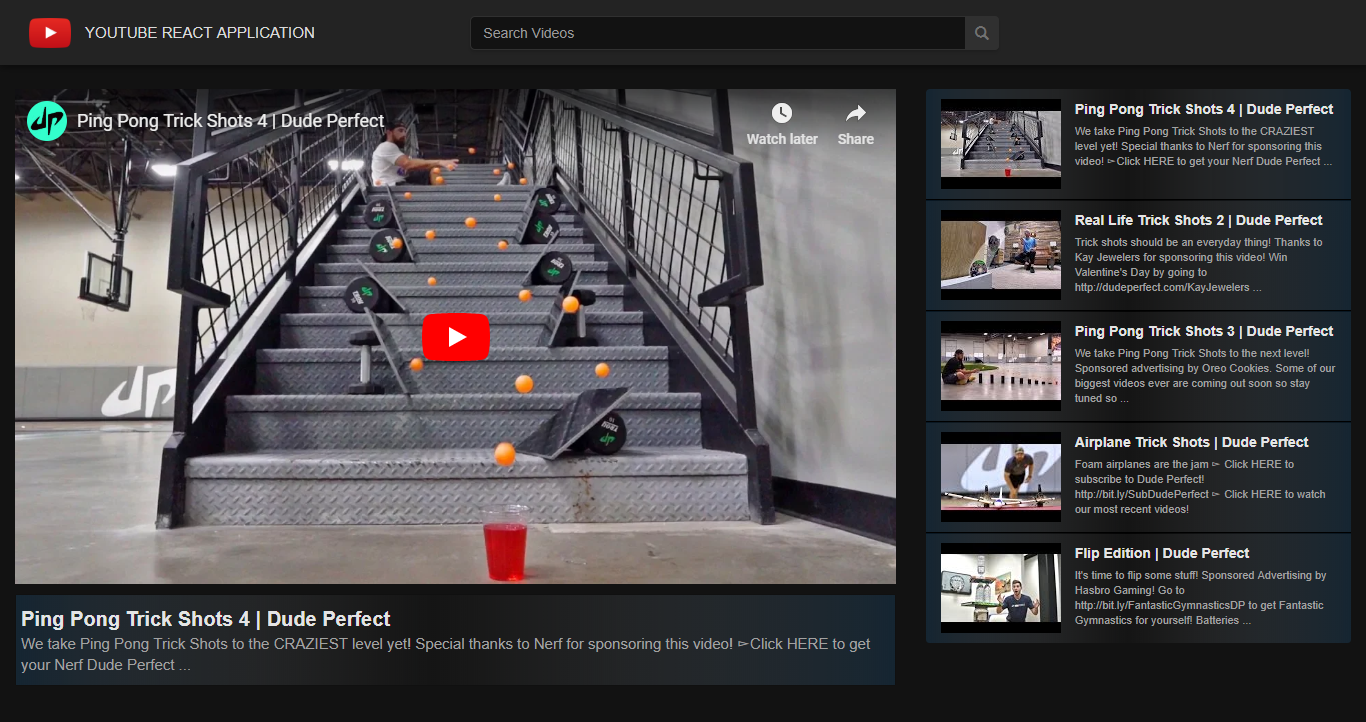 YOUTUBE REACT APPLICATION
Search Videos
Ping Pong Trick Shots 4 | Dude Perfect
Watch later
Share
Ping Pong Trick Shots 4 | Dude Perfect
We take Ping Pong Trick Shots to the CRAZIEST level yet! Special thanks to Nerf for sponsoring this video! ►Click HERE to get
your Nerf Dude Perfect ...
Ping Pong Trick Shots 4 | Dude Perfect
We take Ping Pong Trick Shots to the CRAZIEST
level yet! Special thanks to Nerf for sponsoring this
video! ►Click HERE to get your Nerf Dude Perfect ...
Real Life Trick Shots 2 | Dude Perfect
Trick shots should be an everyday thing! Thanks to
Kay Jewelers for sponsoring this video! Win
Valentine's Day by going to
http://dudeperfect.com/KayJewelers ...
Ping Pong Trick Shots 3 | Dude Perfect
We take Ping Pong Trick Shots to the next level!
Sponsored advertising by Oreo Cookies. Some of our
biggest videos ever are coming out soon so stay
tuned so ...
Airplane Trick Shots | Dude Perfect
Foam airplanes are the jam ► Click HERE to
subscribe to Dude Perfect!
http://bit.ly/SubDudePerfect ► Click HERE to watch
our most recent videos!
Flip Edition | Dude Perfect
It's time to flip some stuff! Sponsored Advertising by
Hasbro Gaming! Go to
http://bit.ly/FantasticGymnasticsDP to get Fantastic
Gymnastics for yourself! Batteries ...